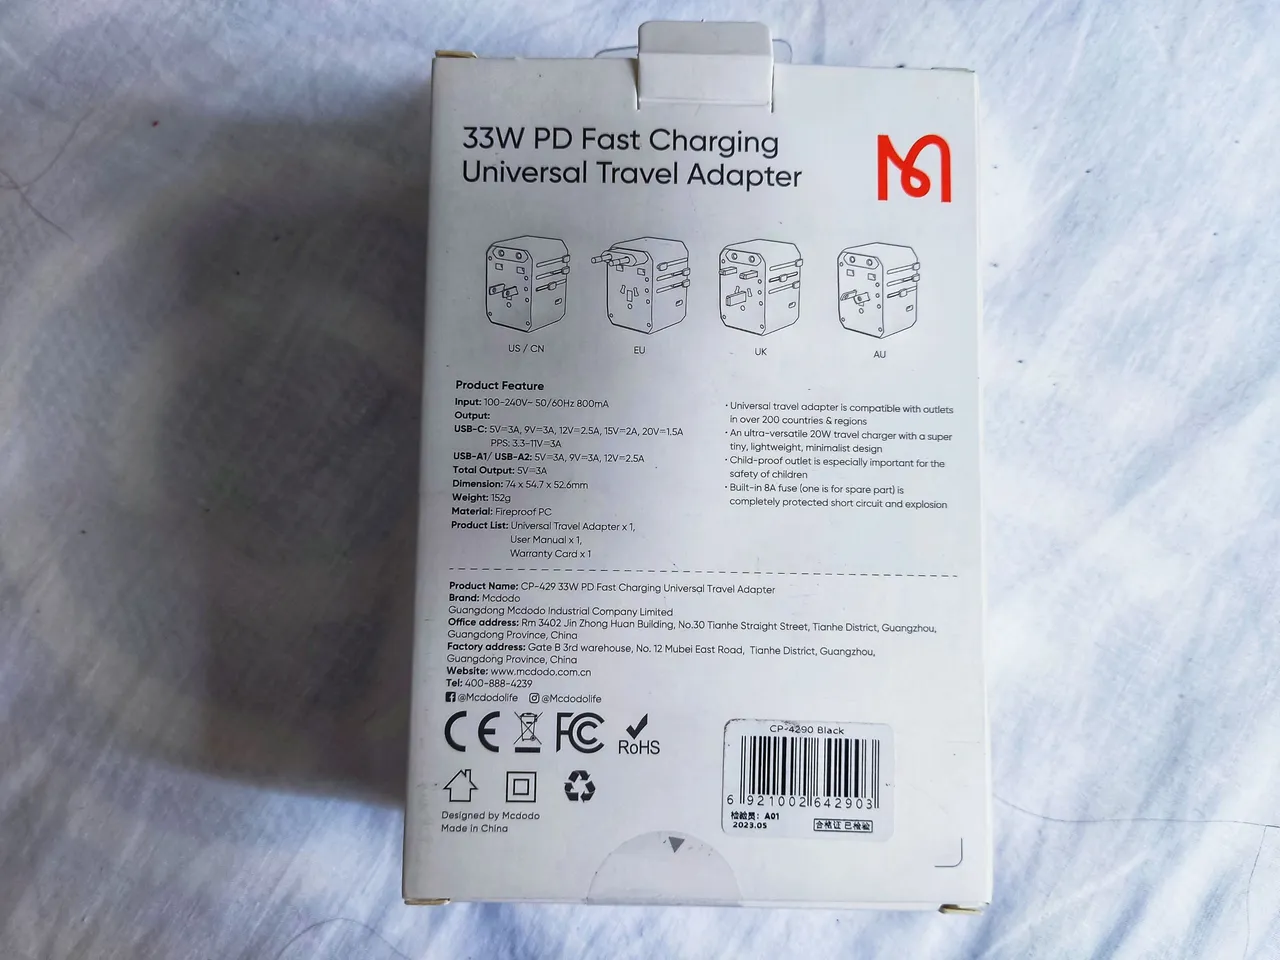 33W PD Fast Charging
Universal Travel Adapter
US / CN
EU
UK
AU
Product Feature
Input: 100-240V~ 50/60Hz 800mA
Output:
USB-C: 5V=3A, 9V=3A, 12V=2.5A, 15V=2A, 20V=1.5A
PPS: 3.3-11V=3A
USB-A1/ USB-A2: 5V=3A, 9V=3A, 12V=2.5A
Total Output: 5V=3A
Dimension: 74 x 54.7 x 52.6mm
Weight: 152g
Material: Fireproof PC
Product List: Universal Travel Adapter x 1,
User Manual x 1,
Warranty Card x 1
· Universal travel adapter is compatible with outlets
in over 200 countries & regions
· An ultra-versatile 20W travel charger with a super
tiny, lightweight, minimalist design
· Child-proof outlet is especially important for the
safety of children
· Built-in 8A fuse (one is for spare part) is
completely protected short circuit and explosion
Product Name: CP-429 33W PD Fast Charging Universal Travel Adapter
Brand: Mcdodo
Guangdong Mcdodo Industrial Company Limited
Office address: Rm 3402 Jin Zhong Huan Building, No.30 Tianhe Straight Street, Tianhe District, Guangzhou,
Guangdong Province, China
Factory address: Gate B 3rd warehouse, No. 12 Mubei East Road, Tianhe District, Guangzhou,
Guangdong Province, China
Website: www.mcdodo.com.cn
Tel: 400-888-4239
@Mcdodolife @Mcdodolife
CE FC RoHS
Designed by Mcdodo
Made in China
CP-4290 Black
6 921002 642903
检验员: A01
2023.05
合格证 已检验